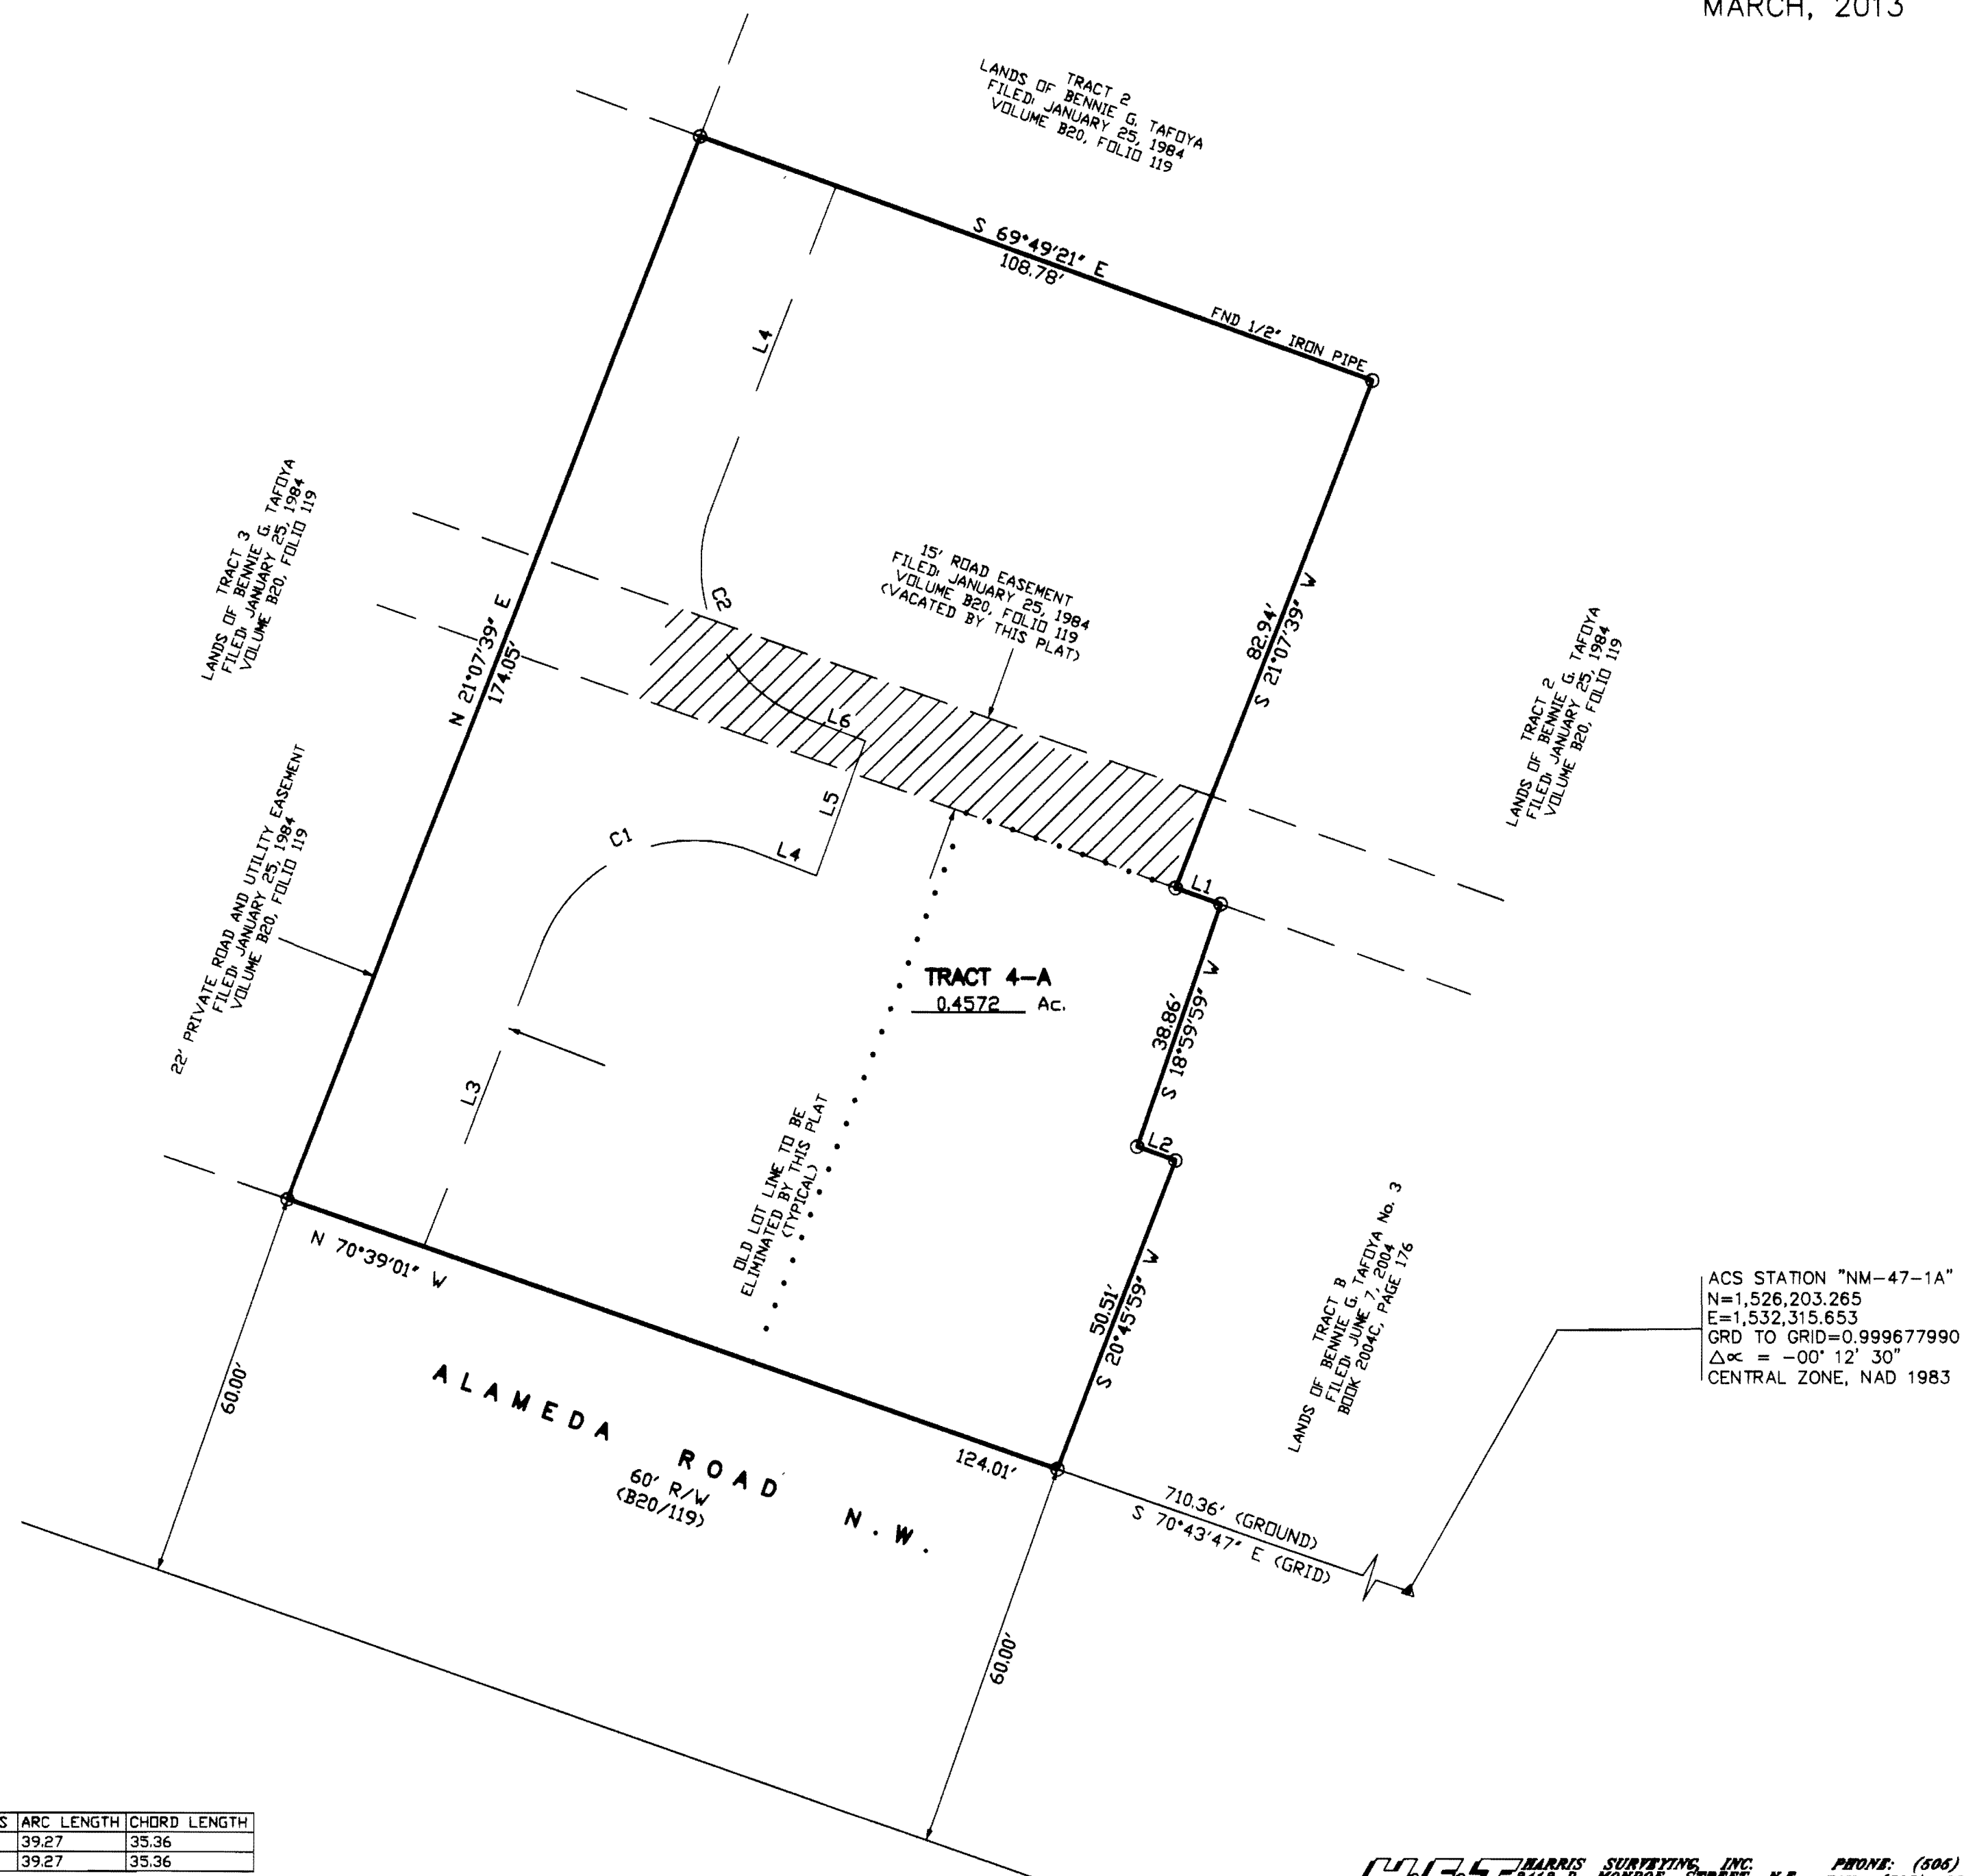 MARCH, 2013
TRACT 2
LANDS OF BENNIE G. TAFOYA
FILED: JANUARY 25, 1984
VOLUME B20, FOLIO 119
S 69°49'21" E
108.78'
FND 1/2" IRON PIPE
L4
TRACT 3
LANDS OF BENNIE G. TAFOYA
FILED: JANUARY 25, 1984
VOLUME B20, FOLIO 119
N 21°07'39" E
174.05'
C2
15' ROAD EASEMENT
FILED: JANUARY 25, 1984
VOLUME B20, FOLIO 119
(VACATED BY THIS PLAT)
82.94'
S 21°07'39" W
TRACT 2
LANDS OF BENNIE G. TAFOYA
FILED: JANUARY 25, 1984
VOLUME B20, FOLIO 119
L6
L5
C1
L4
L1
22' PRIVATE ROAD AND UTILITY EASEMENT
FILED: JANUARY 25, 1984
VOLUME B20, FOLIO 119
TRACT 4-A
0.4572 Ac.
38.86'
S 18°59'59" W
L3
L2
OLD LOT LINE TO BE
ELIMINATED BY THIS PLAT
(TYPICAL)
50.51'
S 20°45'59" W
TRACT B
LANDS OF BENNIE G. TAFOYA No. 3
FILED: JUNE 7, 2004
BOOK 2004C, PAGE 176
N 70°39'01" W
124.01'
ACS STATION "NM-47-1A"
N=1,526,203.265
E=1,532,315.653
GRD TO GRID=0.999677990
Δ∝ = -00° 12' 30"
CENTRAL ZONE, NAD 1983
60.00'
ALAMEDA ROAD N.W.
60' R/W
(B20/119)
710.36' (GROUND)
S 70°43'47" E (GRID)
60.00'
S ARC LENGTH CHORD LENGTH
39.27 35.36
39.27 35.36
HARRIS SURVEYING, INC. PHONE: (505)
MONROE STREET N.E.